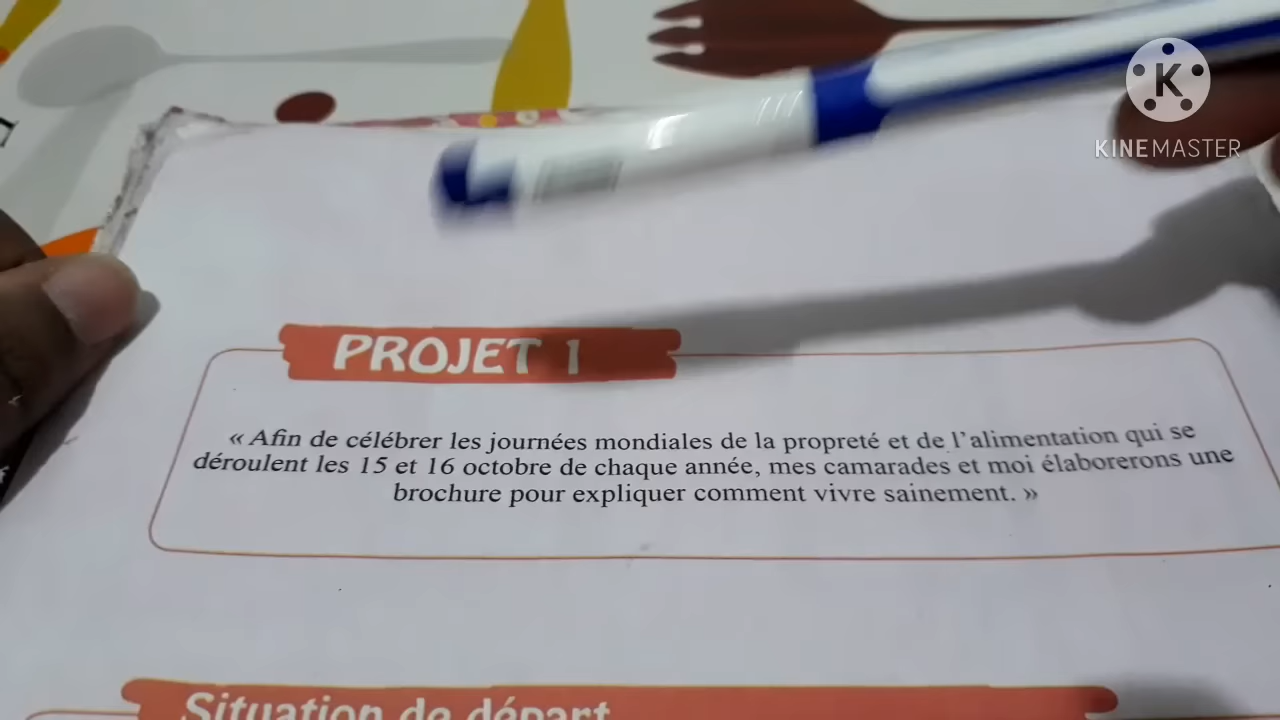 K
KINEMASTER
PROJET 1
« Afin de célébrer les journées mondiales de la propreté et de l'alimentation qui se
déroulent les 15 et 16 octobre de chaque année, mes camarades et moi élaborerons une
brochure pour expliquer comment vivre sainement. »
Situation de départ